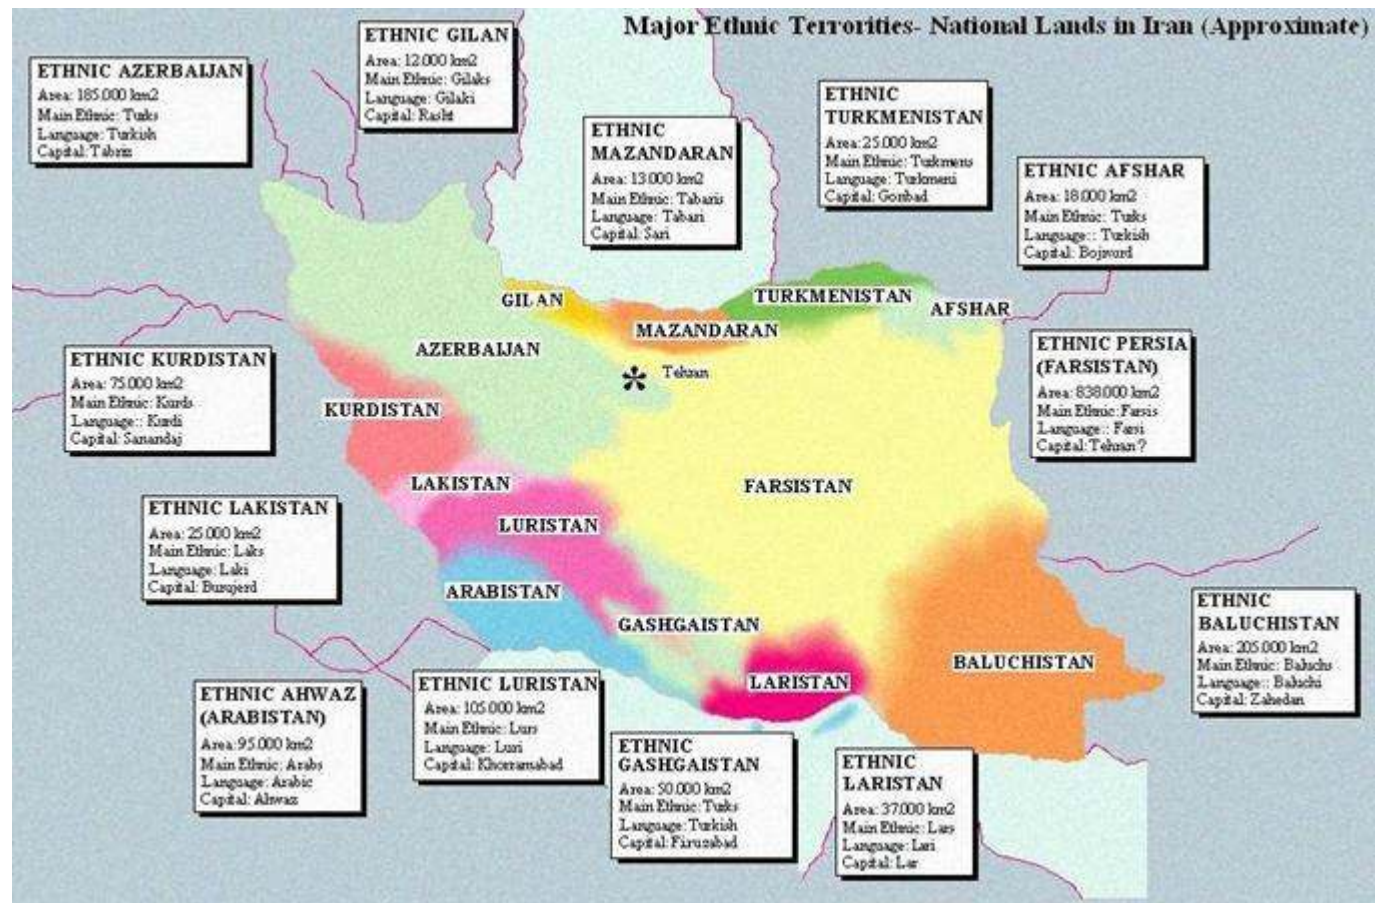 Major Ethnic Terrorities- National Lands in Iran (Approximate)
ETHNIC GILAN
Area: 12.000 km2
Main Ethnic: Gilaks
Language: Gilaki
Capital: Rasht
ETHNIC AZERBAIJAN
Area: 185.000 km2
Main Ethnic: Turks
Language: Turkish
Capital: Tabriz
ETHNIC
MAZANDARAN
Area: 13.000 km2
Main Ethnic: Tabaris
Language: Tabari
Capital: Sari
ETHNIC
TURKMENISTAN
Area: 25.000 km2
Main Ethnic: Turkmens
Language: Turkmeni
Capital: Gonbad
ETHNIC AFSHAR
Area: 18.000 km2
Main Ethnic: Turks
Language:: Turkish
Capital: Bojnord
GILAN
TURKMENISTAN
AFSHAR
MAZANDARAN
AZERBAIJAN
Tehran
KURDISTAN
LAKISTAN
FARSISTAN
LURISTAN
ARABISTAN
GASHGAISTAN
LARISTAN
BALUCHISTAN
ETHNIC KURDISTAN
Area: 75.000 km2
Main Ethnic: Kurds
Language:: Kurdi
Capital: Sanandaj
ETHNIC PERSIA
(FARSISTAN)
Area: 838.000 km2
Main Ethnic: Farsis
Language:: Farsi
Capital: Tehran ?
ETHNIC LAKISTAN
Area: 25.000 km2
Main Ethnic: Laks
Language: Laki
Capital: Burujerd
ETHNIC
BALUCHISTAN
Area: 205.000 km2
Main Ethnic: Baluchs
Language:: Baluchi
Capital: Zahedan
ETHNIC AHWAZ
(ARABISTAN)
Area: 95.000 km2
Main Ethnic: Arabs
Language: Arabic
Capital: Ahwaz
ETHNIC LURISTAN
Area: 105.000 km2
Main Ethnic: Lurs
Language: Luri
Capital: Khorramabad
ETHNIC
GASHGAISTAN
Area: 50.000 km2
Main Ethnic: Turks
Language: Turkish
Capital: Firuzabad
ETHNIC
LARISTAN
Area: 37.000 km2
Main Ethnic: Lars
Language: Lari
Capital: Lar